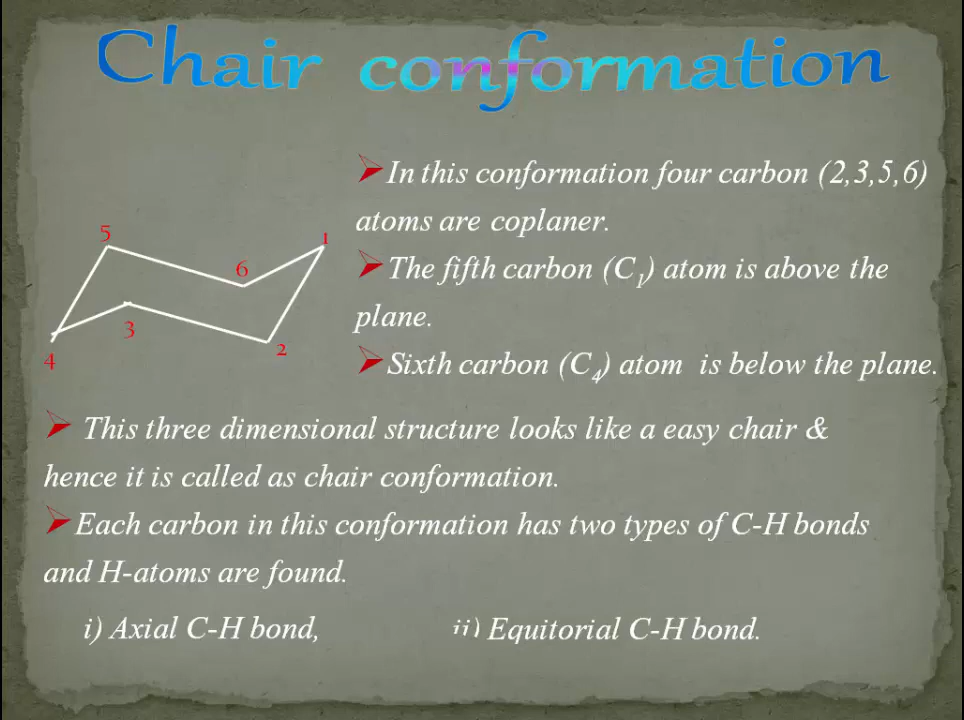 Chair conformation
In this conformation four carbon (2,3,5,6)
atoms are coplaner.
The fifth carbon (C1) atom is above the
plane.
Sixth carbon (C4) atom is below the plane.
5
1
6
3
2
4
This three dimensional structure looks like a easy chair &
hence it is called as chair conformation.
Each carbon in this conformation has two types of C-H bonds
and H-atoms are found.
i) Axial C-H bond, ii) Equitorial C-H bond.